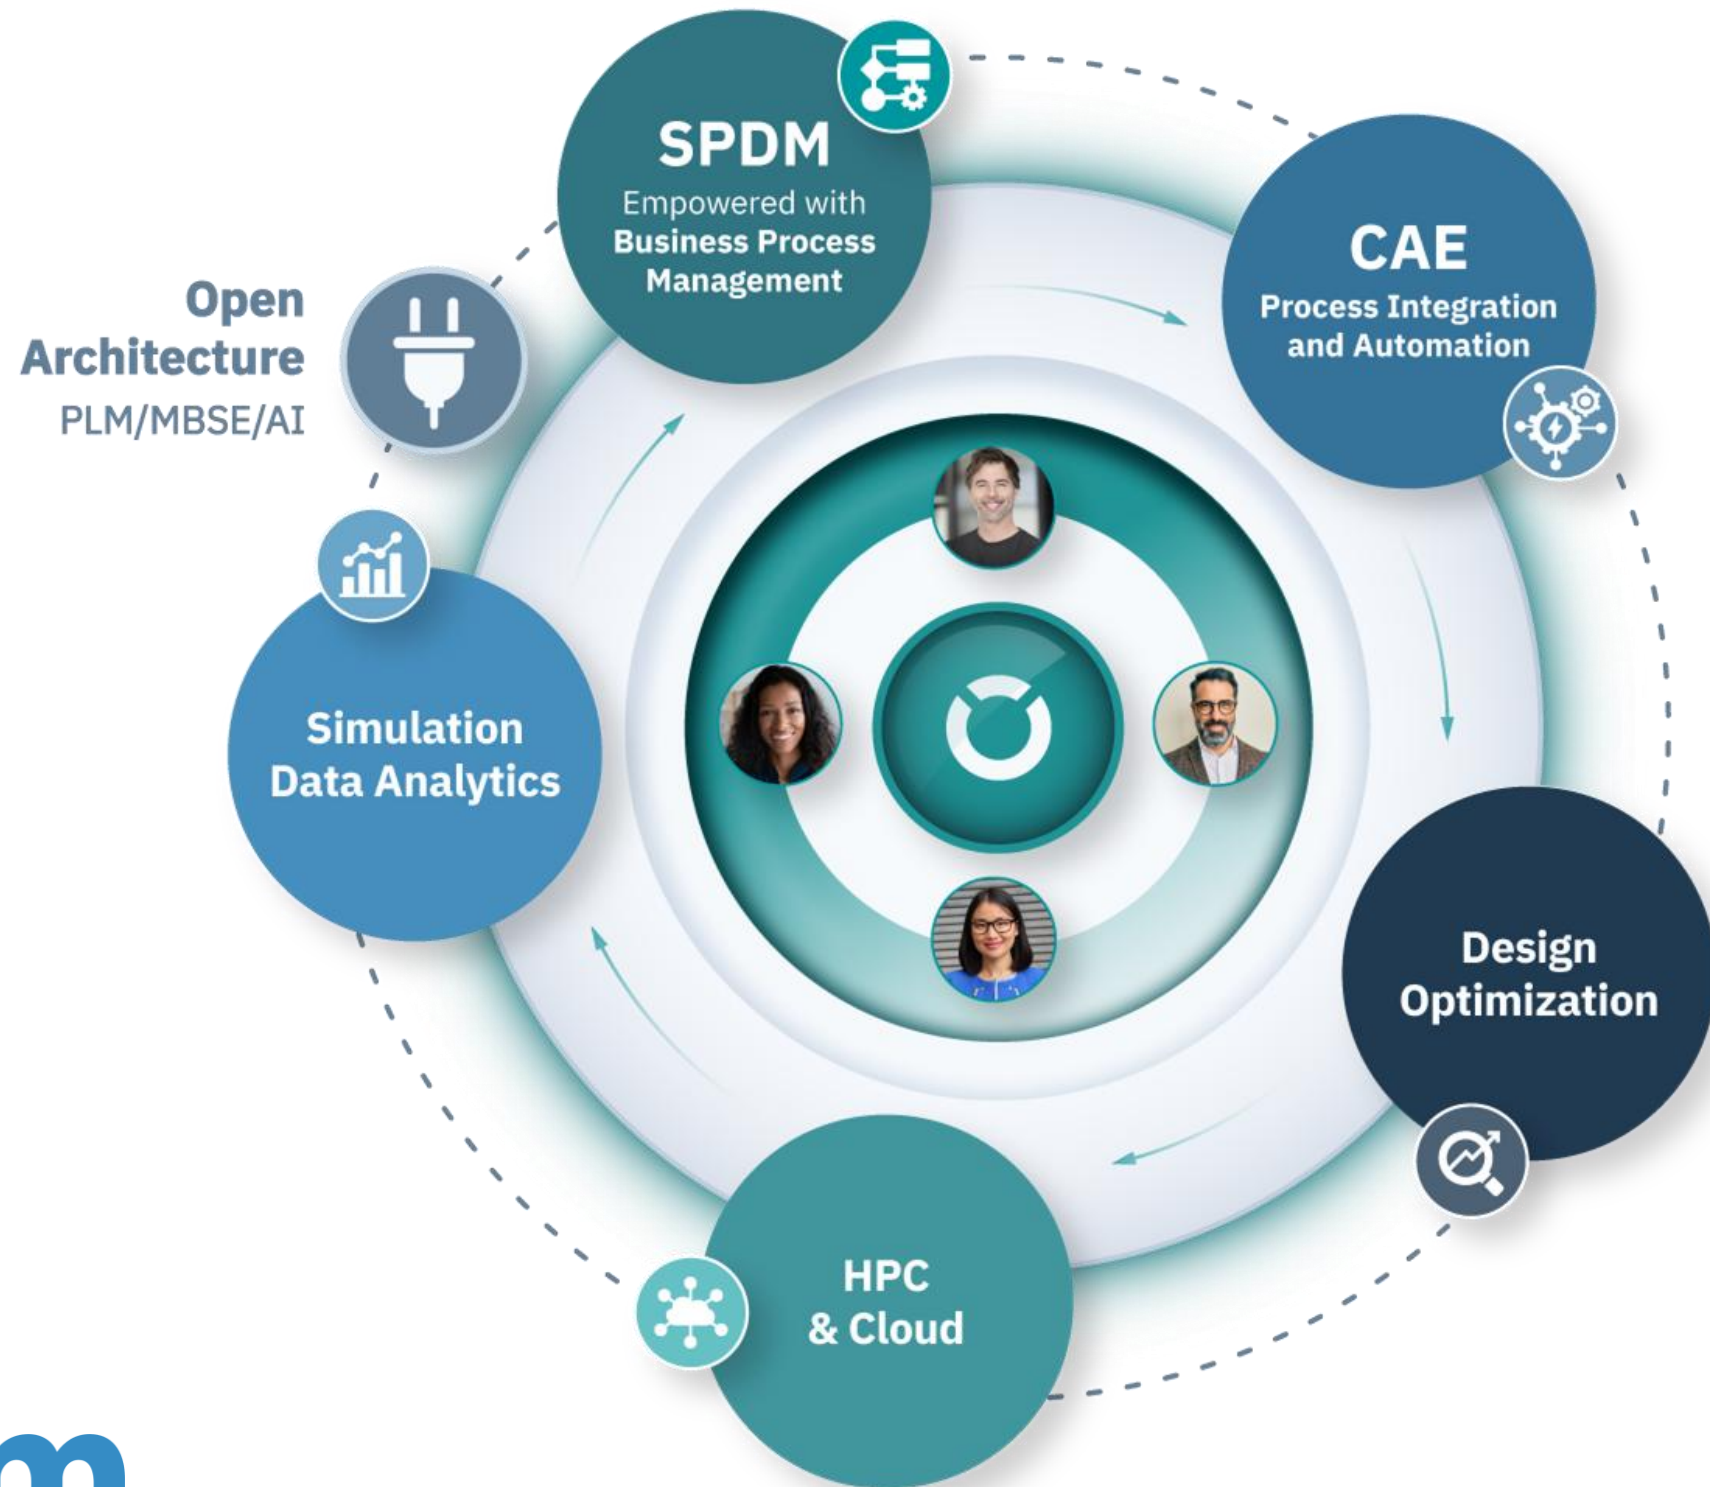 SPDM
Empowered with
Business Process
Management
CAE
Process Integration
and Automation
Open
Architecture
PLM/MBSE/AI
Simulation
Data Analytics
Design
Optimization
HPC
& Cloud
m